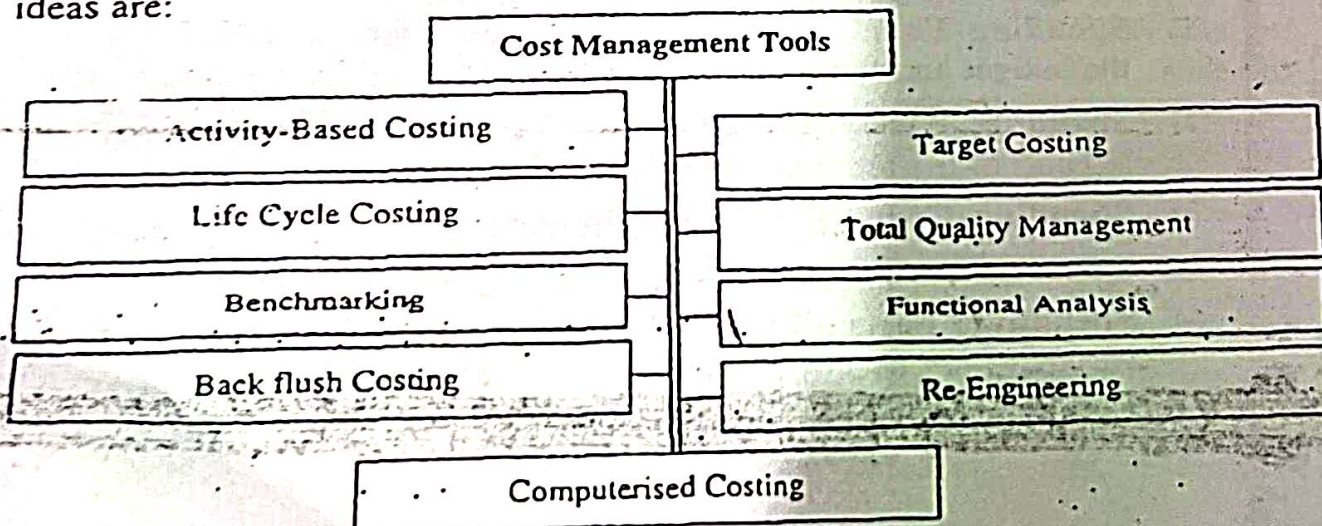 ideas are:
Cost Management Tools
Activity-Based Costing
Target Costing
Life Cycle Costing
Total Quality Management
Benchmarking
Functional Analysis
Back flush Costing
Re-Engineering
Computerised Costing